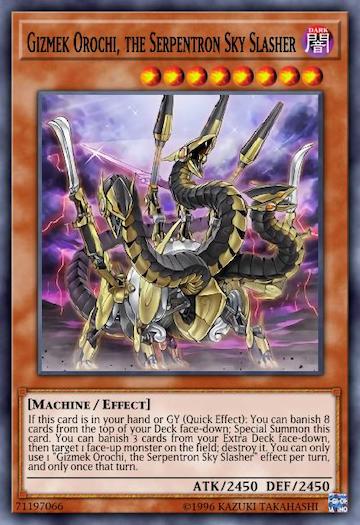 Gizmek Orochi, the Serpentron Sky Slasher
DARK
闇
[Machine / Effect]
If this card is in your hand or GY (Quick Effect): You can banish 8
cards from the top of your Deck face-down; Special Summon this
card. You can banish 3 cards from your Extra Deck face-down,
then target 1 face-up monster on the field; destroy it. You can only
use 1 "Gizmek Orochi, the Serpentron Sky Slasher" effect per turn,
and only once that turn.
ATK/2450 DEF/2450
71197066
©1996 KAZUKI TAKAHASHI